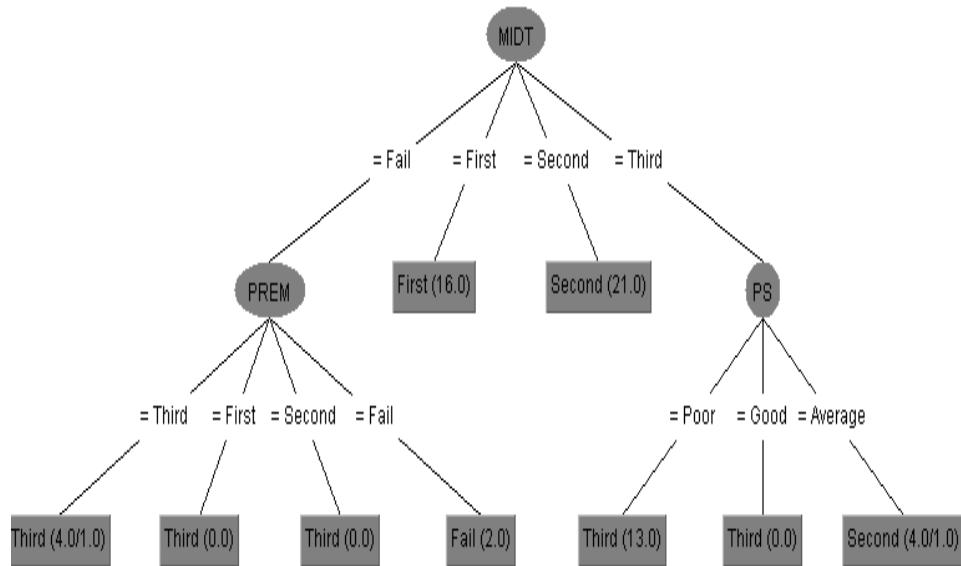 MIDT
= Fail = First = Second = Third
PREM First (16.0) Second (21.0) PS
= Third = First = Second = Fail = Poor = Good = Average
Third (4.0/1.0) Third (0.0) Third (0.0) Fail (2.0) Third (13.0) Third (0.0) Second (4.0/1.0)